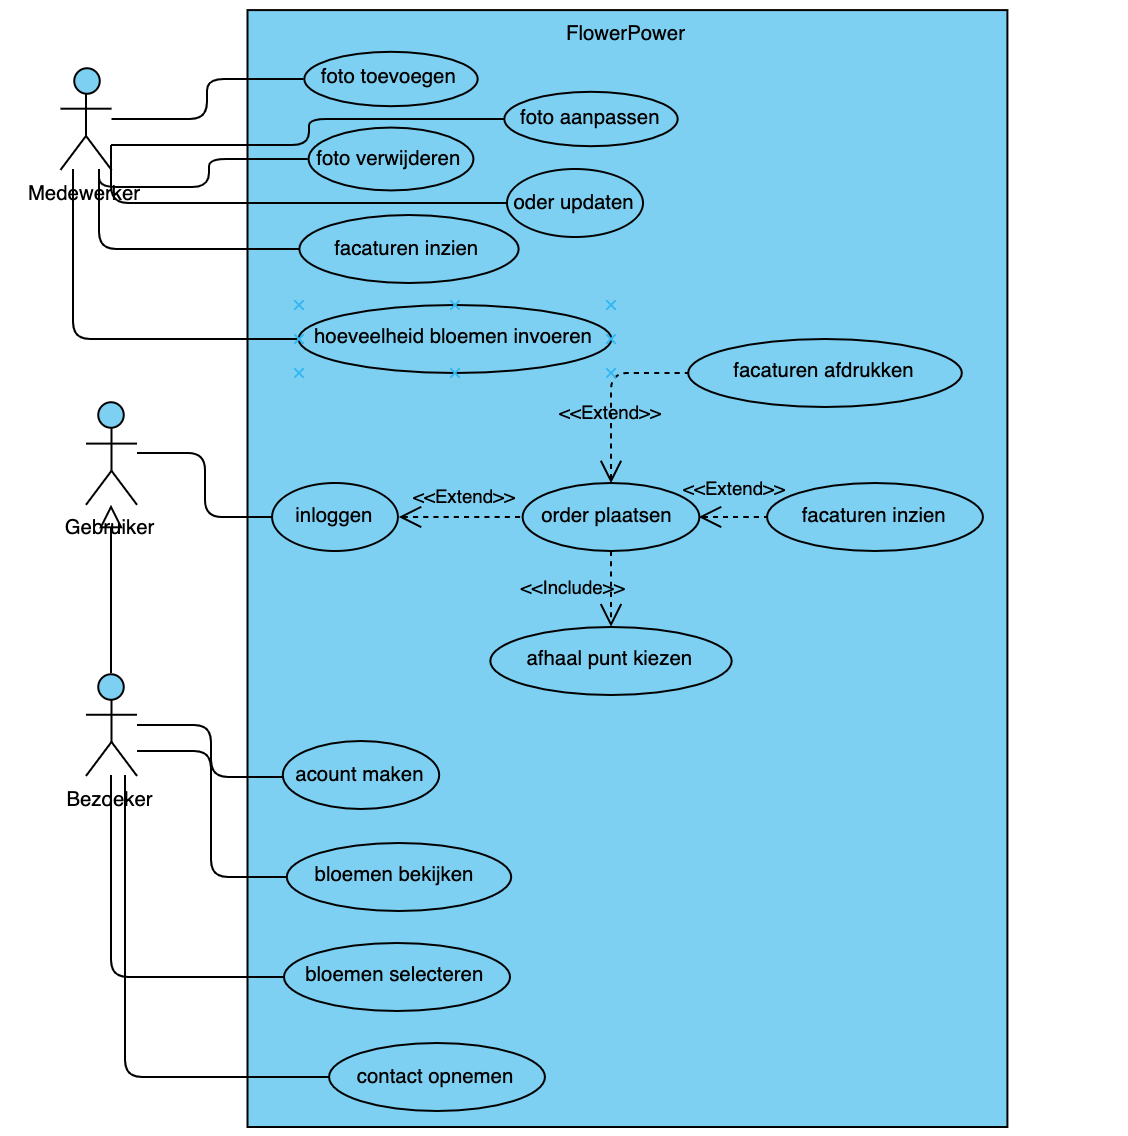 FlowerPower
foto toevoegen
foto aanpassen
foto verwijderen
Medewerker
oder updaten
facaturen inzien
hoeveelheid bloemen invoeren
facaturen afdrukken
<<Extend>>
<<Extend>>
<<Extend>>
inloggen
order plaatsen
facaturen inzien
Gebruiker
<<Include>>
afhaal punt kiezen
acount maken
Bezoeker
bloemen bekijken
bloemen selecteren
contact opnemen